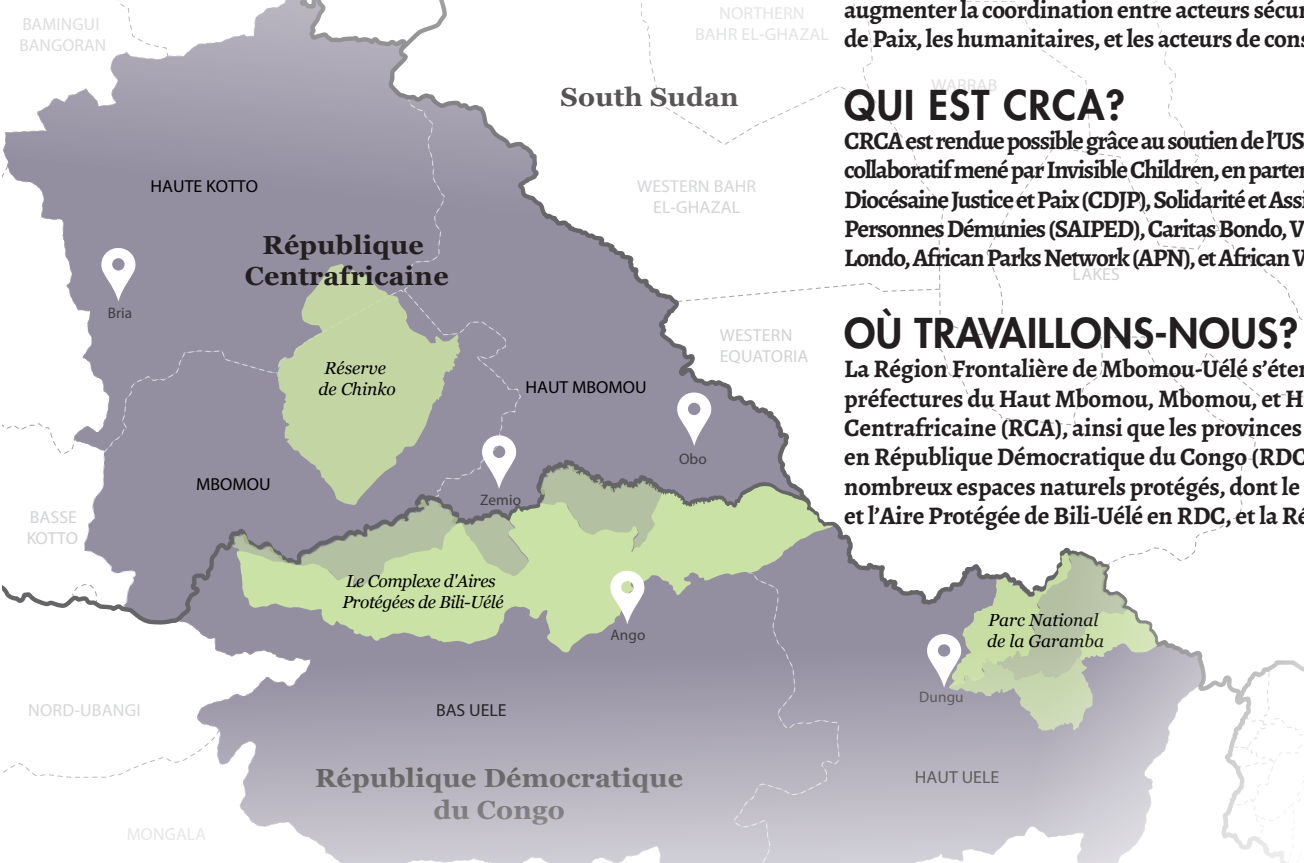 augmenter la coordination entre acteurs sécur
de Paix, les humanitaires, et les acteurs de cons
QUI EST CRCA?
CRCA est rendue possible grâce au soutien de l'US
collaboratif mené par Invisible Children, en parten
Diocésaine Justice et Paix (CDJP), Solidarité et Assi
Personnes Démunies (SAIPED), Caritas Bondo, V
Londo, African Parks Network (APN), et African W
OÙ TRAVAILLONS-NOUS?
La Région Frontalière de Mbomou-Uélé s'éten
préfectures du Haut Mbomou, Mbomou, et H
Centrafricaine (RCA), ainsi que les provinces
en République Démocratique du Congo (RDC
nombreux espaces naturels protégés, dont le
et l'Aire Protégée de Bili-Uélé en RDC, et la Ré
BAMINGUI
BANGORAN
NORTHERN
BAHR EL-GHAZAL
WARRAB
South Sudan
HAUTE KOTTO
WESTERN BAHR
EL-GHAZAL
République
Centrafricaine
LAKES
Bria
WESTERN
EQUATORIA
Réserve
de Chinko
HAUT MBOMOU
Obo
MBOMOU
Zemio
BASSE
KOTTO
Le Complexe d'Aires
Protégées de Bili-Uélé
Ango
Parc National
de la Garamba
Dungu
NORD-UBANGI
BAS UELE
République Démocratique
du Congo
HAUT UELE
MONGALA